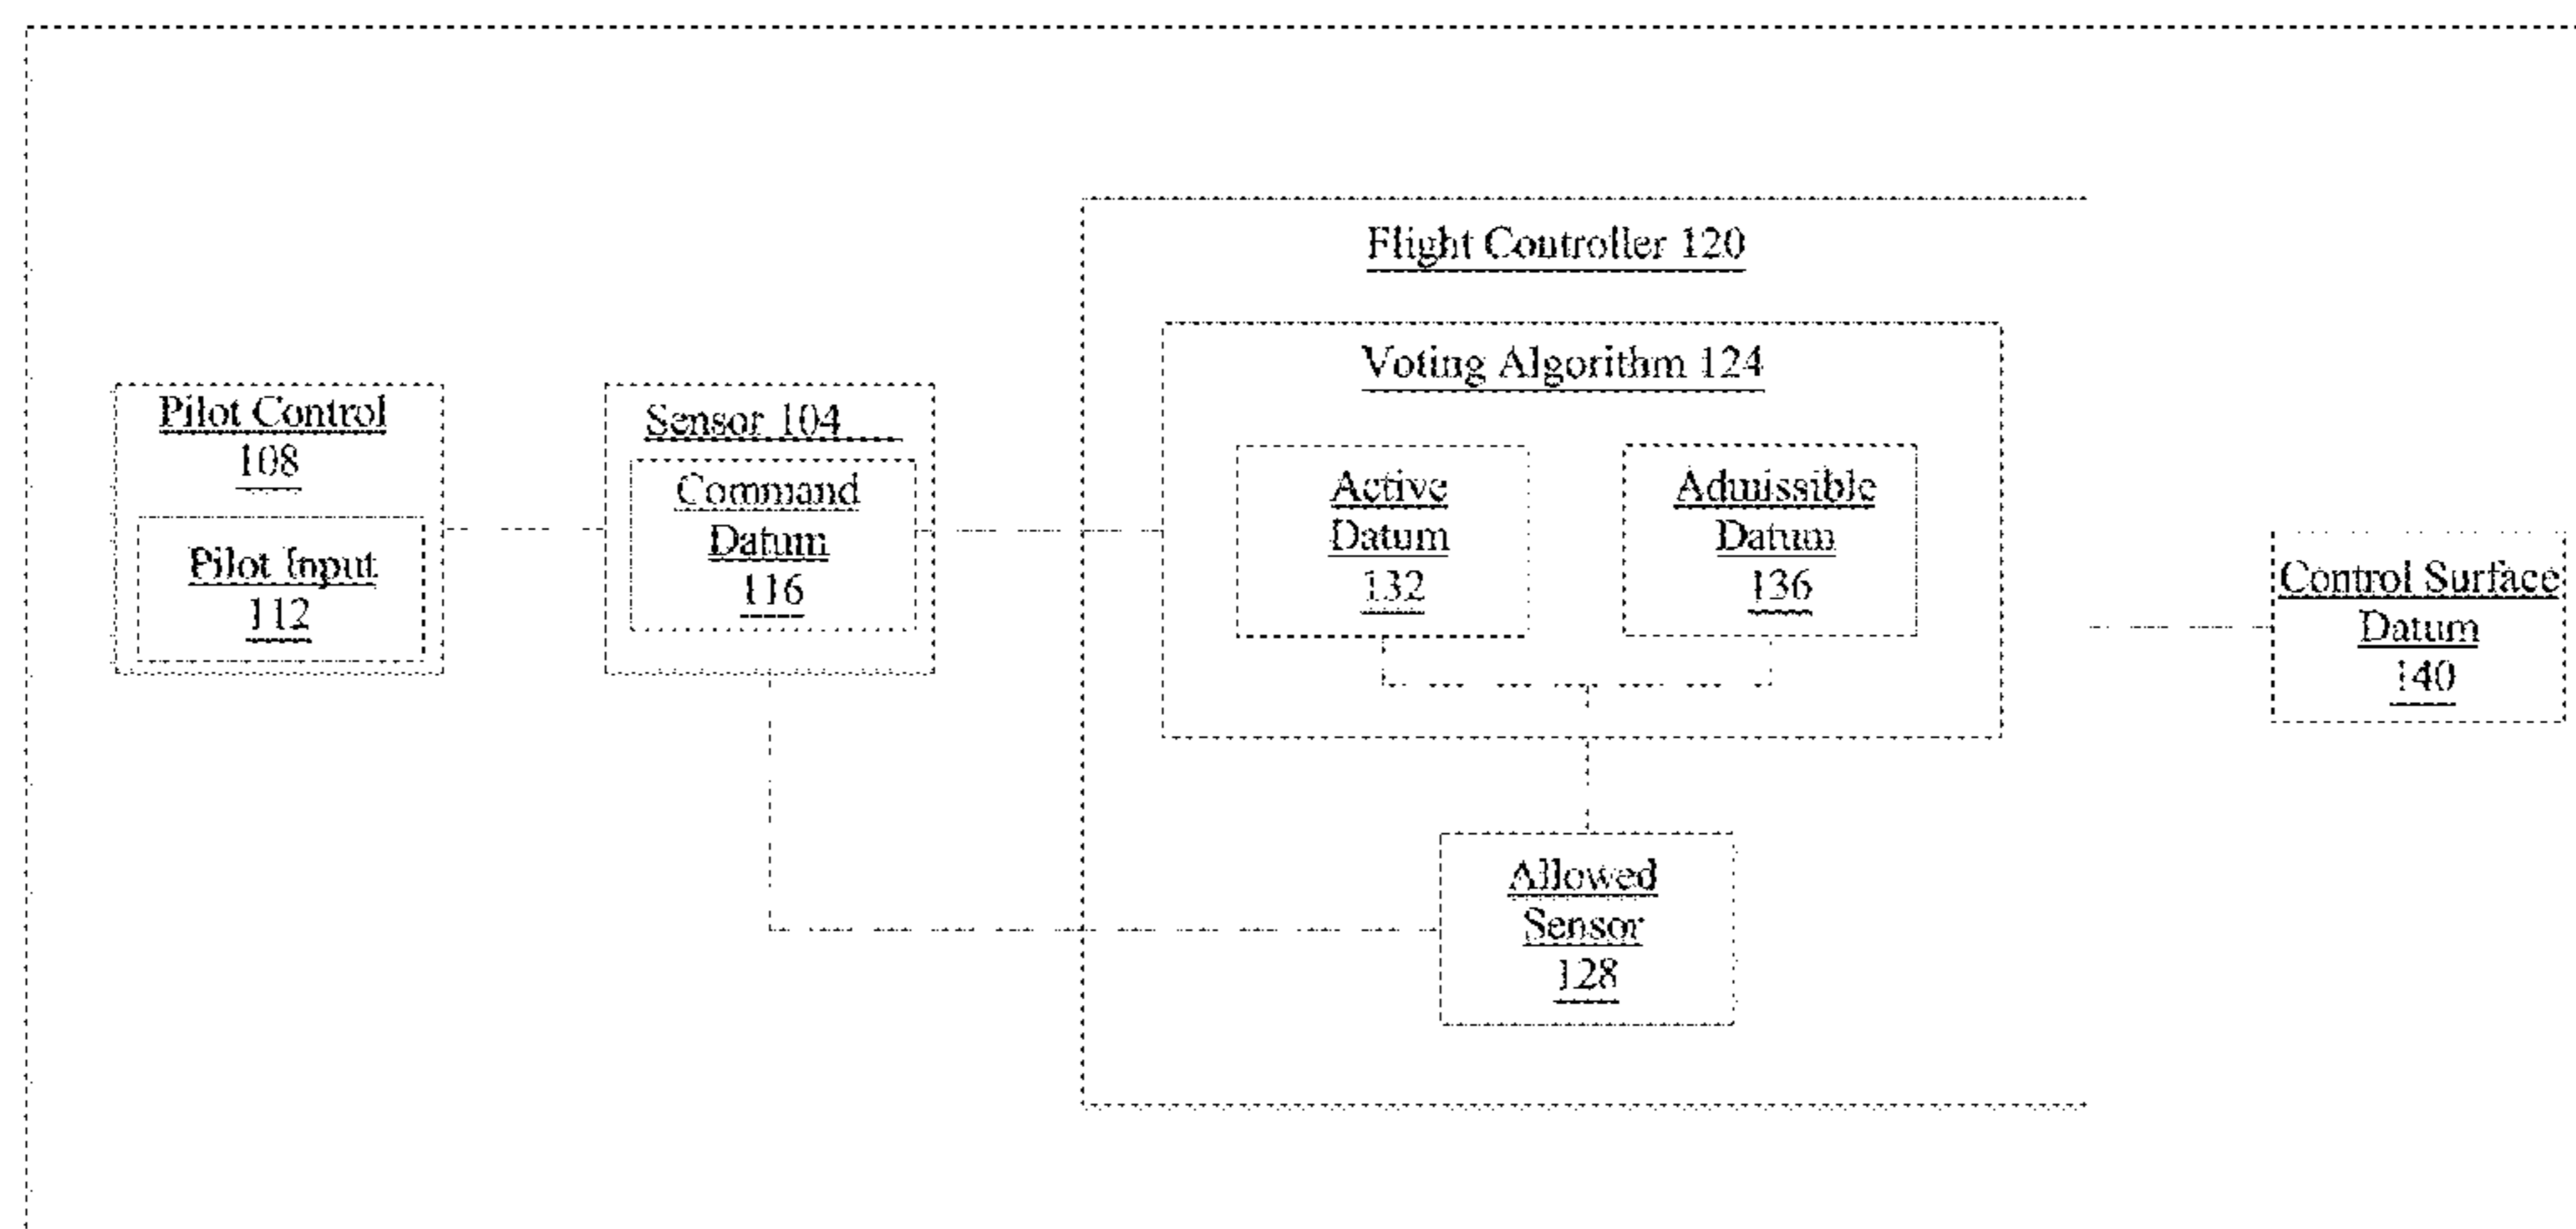 Flight Controller 120
Voting Algorithm 124
Pilot Control
108
Pilot Input
112
Sensor 104
Command
Datum
116
Active
Datum
132
Admissible
Datum
136
Control Surface
Datum
140
Allowed
Sensor
128